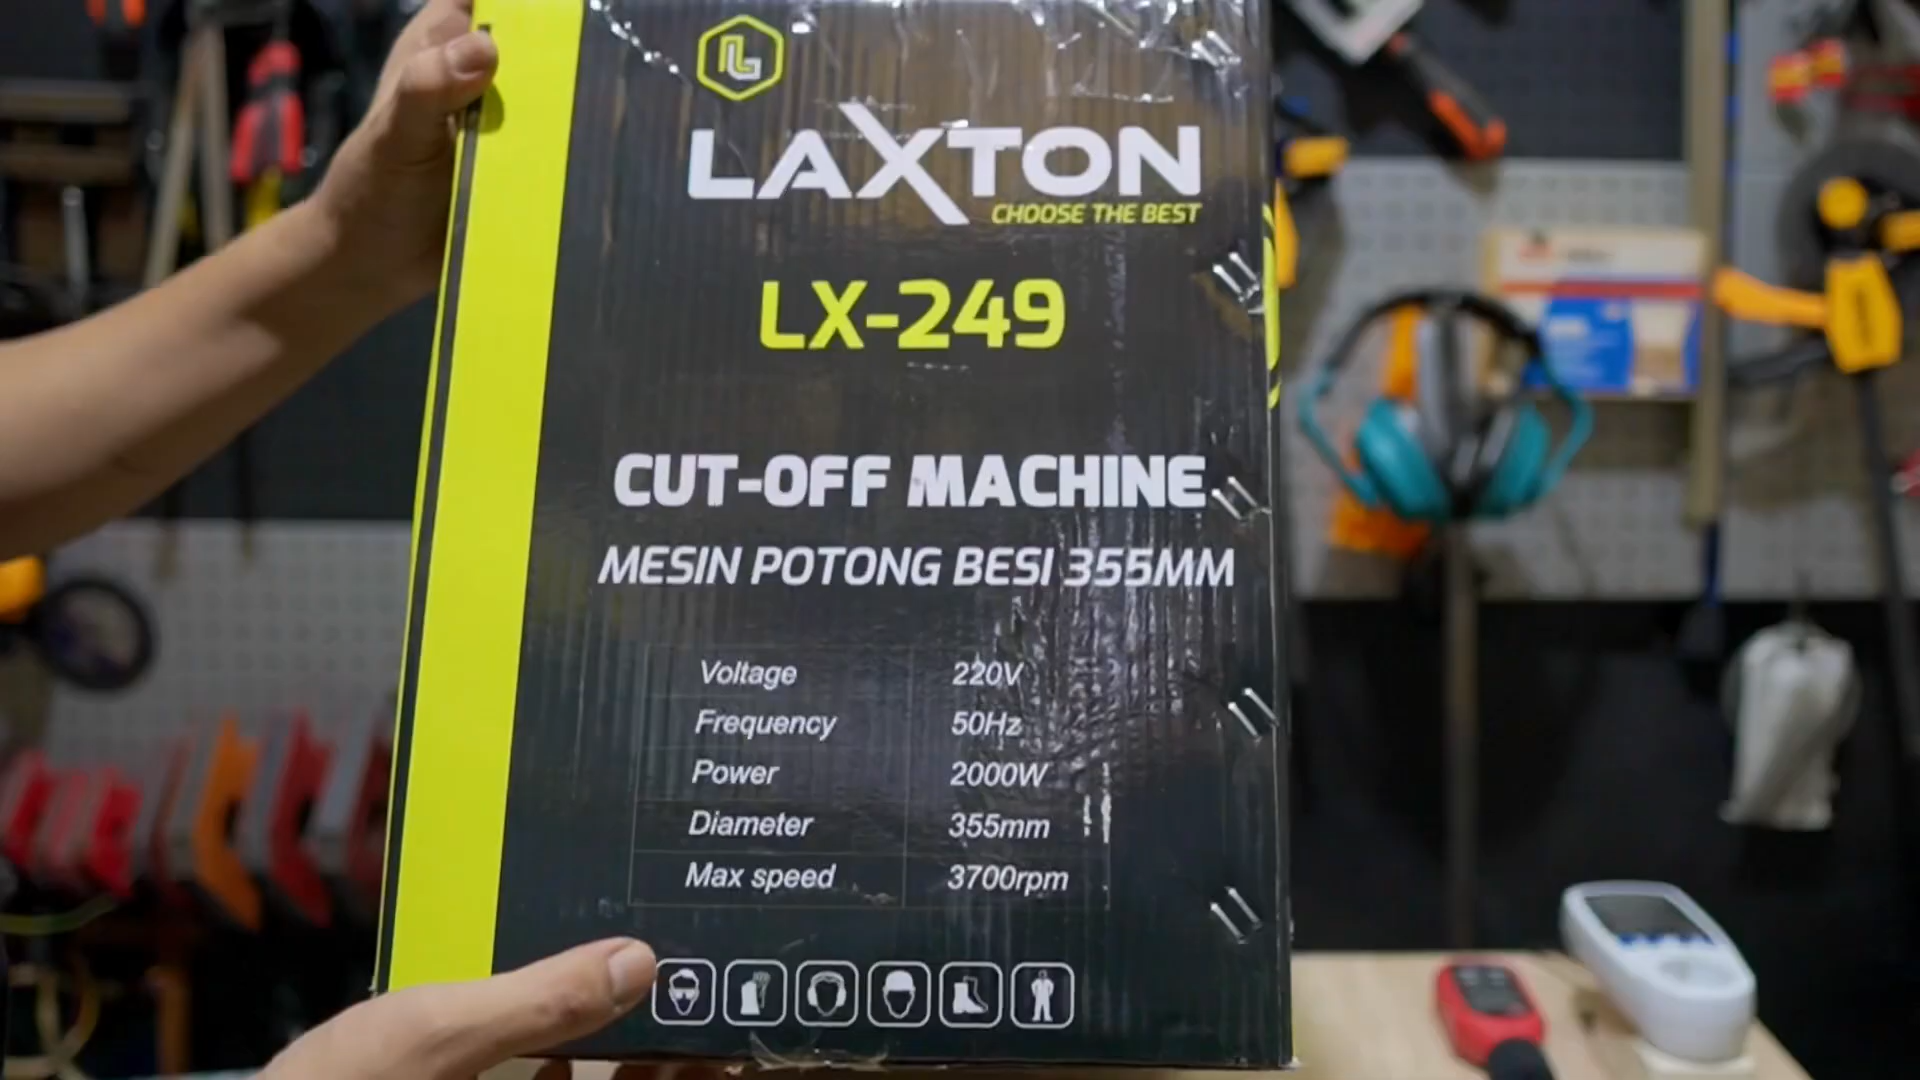 LAXTON
CHOOSE THE BEST
LX-249
CUT-OFF MACHINE
MESIN POTONG BESI 355MM
Voltage 220V
Frequency 50Hz
Power 2000W
Diameter 355mm
Max speed 3700rpm